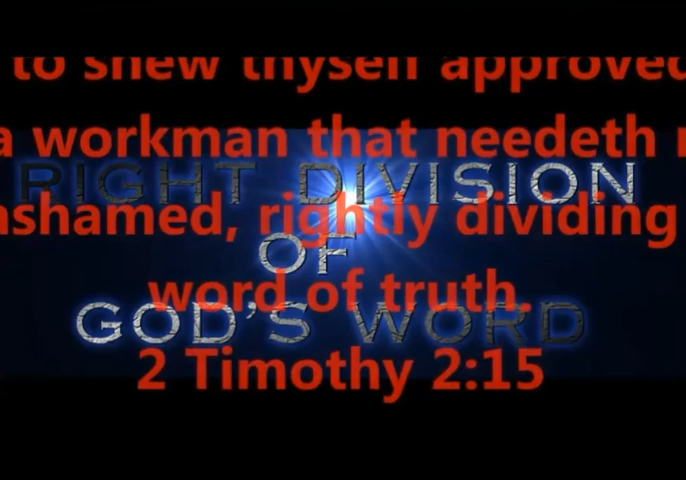 to shew thyself approved
a workman that needeth
RIGHT DIVISION
ashamed, rightly dividing
OF
word of truth.
GOD'S WORD
2 Timothy 2:15